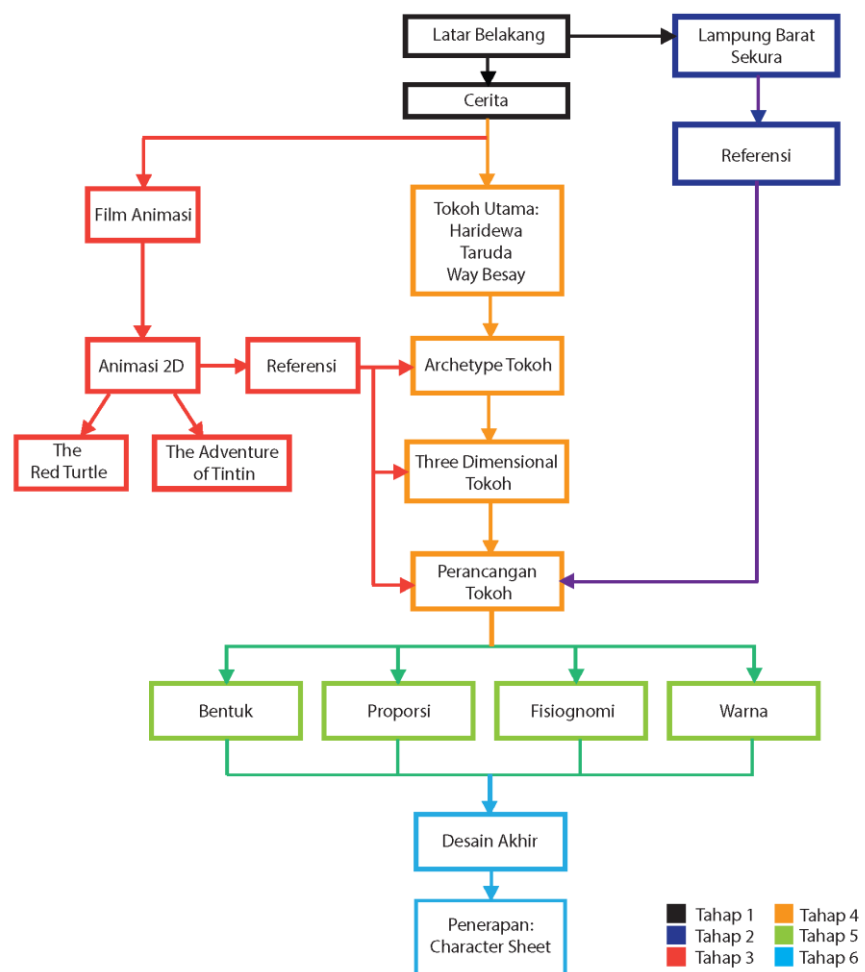 Latar Belakang
Lampung Barat
Sekura
Cerita
Referensi
Film Animasi
Tokoh Utama:
Haridewa
Taruda
Way Besay
Animasi 2D
Referensi
Archetype Tokoh
The
Red Turtle
The Adventure
of Tintin
Three Dimensional
Tokoh
Perancangan
Tokoh
Bentuk
Proporsi
Fisiognomi
Warna
Desain Akhir
Penerapan:
Character Sheet
Tahap 1
Tahap 2
Tahap 3
Tahap 4
Tahap 5
Tahap 6